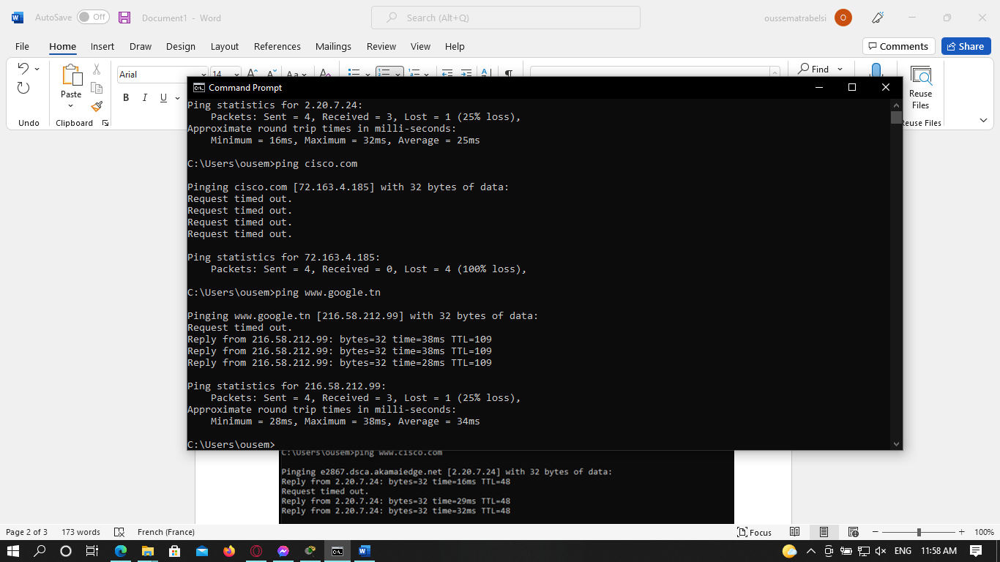 AutoSave Off Document1 - Word Search (Alt+Q) oussematrabelsi O
File Home Insert Draw Design Layout References Mailings Review View Help Comments Share
Arial 14 Find
Paste B I U Reuse Files
Undo Clipboard Reuse Files
Command Prompt
Ping statistics for 2.20.7.24:
Packets: Sent = 4, Received = 3, Lost = 1 (25% loss),
Approximate round trip times in milli-seconds:
Minimum = 16ms, Maximum = 32ms, Average = 25ms
C:\Users\ousem>ping cisco.com
Pinging cisco.com [72.163.4.185] with 32 bytes of data:
Request timed out.
Request timed out.
Request timed out.
Request timed out.
Ping statistics for 72.163.4.185:
Packets: Sent = 4, Received = 0, Lost = 4 (100% loss),
C:\Users\ousem>ping www.google.tn
Pinging www.google.tn [216.58.212.99] with 32 bytes of data:
Request timed out.
Reply from 216.58.212.99: bytes=32 time=38ms TTL=109
Reply from 216.58.212.99: bytes=32 time=38ms TTL=109
Reply from 216.58.212.99: bytes=32 time=28ms TTL=109
Ping statistics for 216.58.212.99:
Packets: Sent = 4, Received = 3, Lost = 1 (25% loss),
Approximate round trip times in milli-seconds:
Minimum = 28ms, Maximum = 38ms, Average = 34ms
C:\Users\ousem>
C:\Users\ousem>ping www.cisco.com
Pinging e2867.dsca.akamaiedge.net [2.20.7.24] with 32 bytes of data:
Reply from 2.20.7.24: bytes=32 time=16ms TTL=48
Request timed out.
Reply from 2.20.7.24: bytes=32 time=29ms TTL=48
Reply from 2.20.7.24: bytes=32 time=32ms TTL=48
Page 2 of 3 173 words French (France) Focus 100%
ENG 11:58 AM